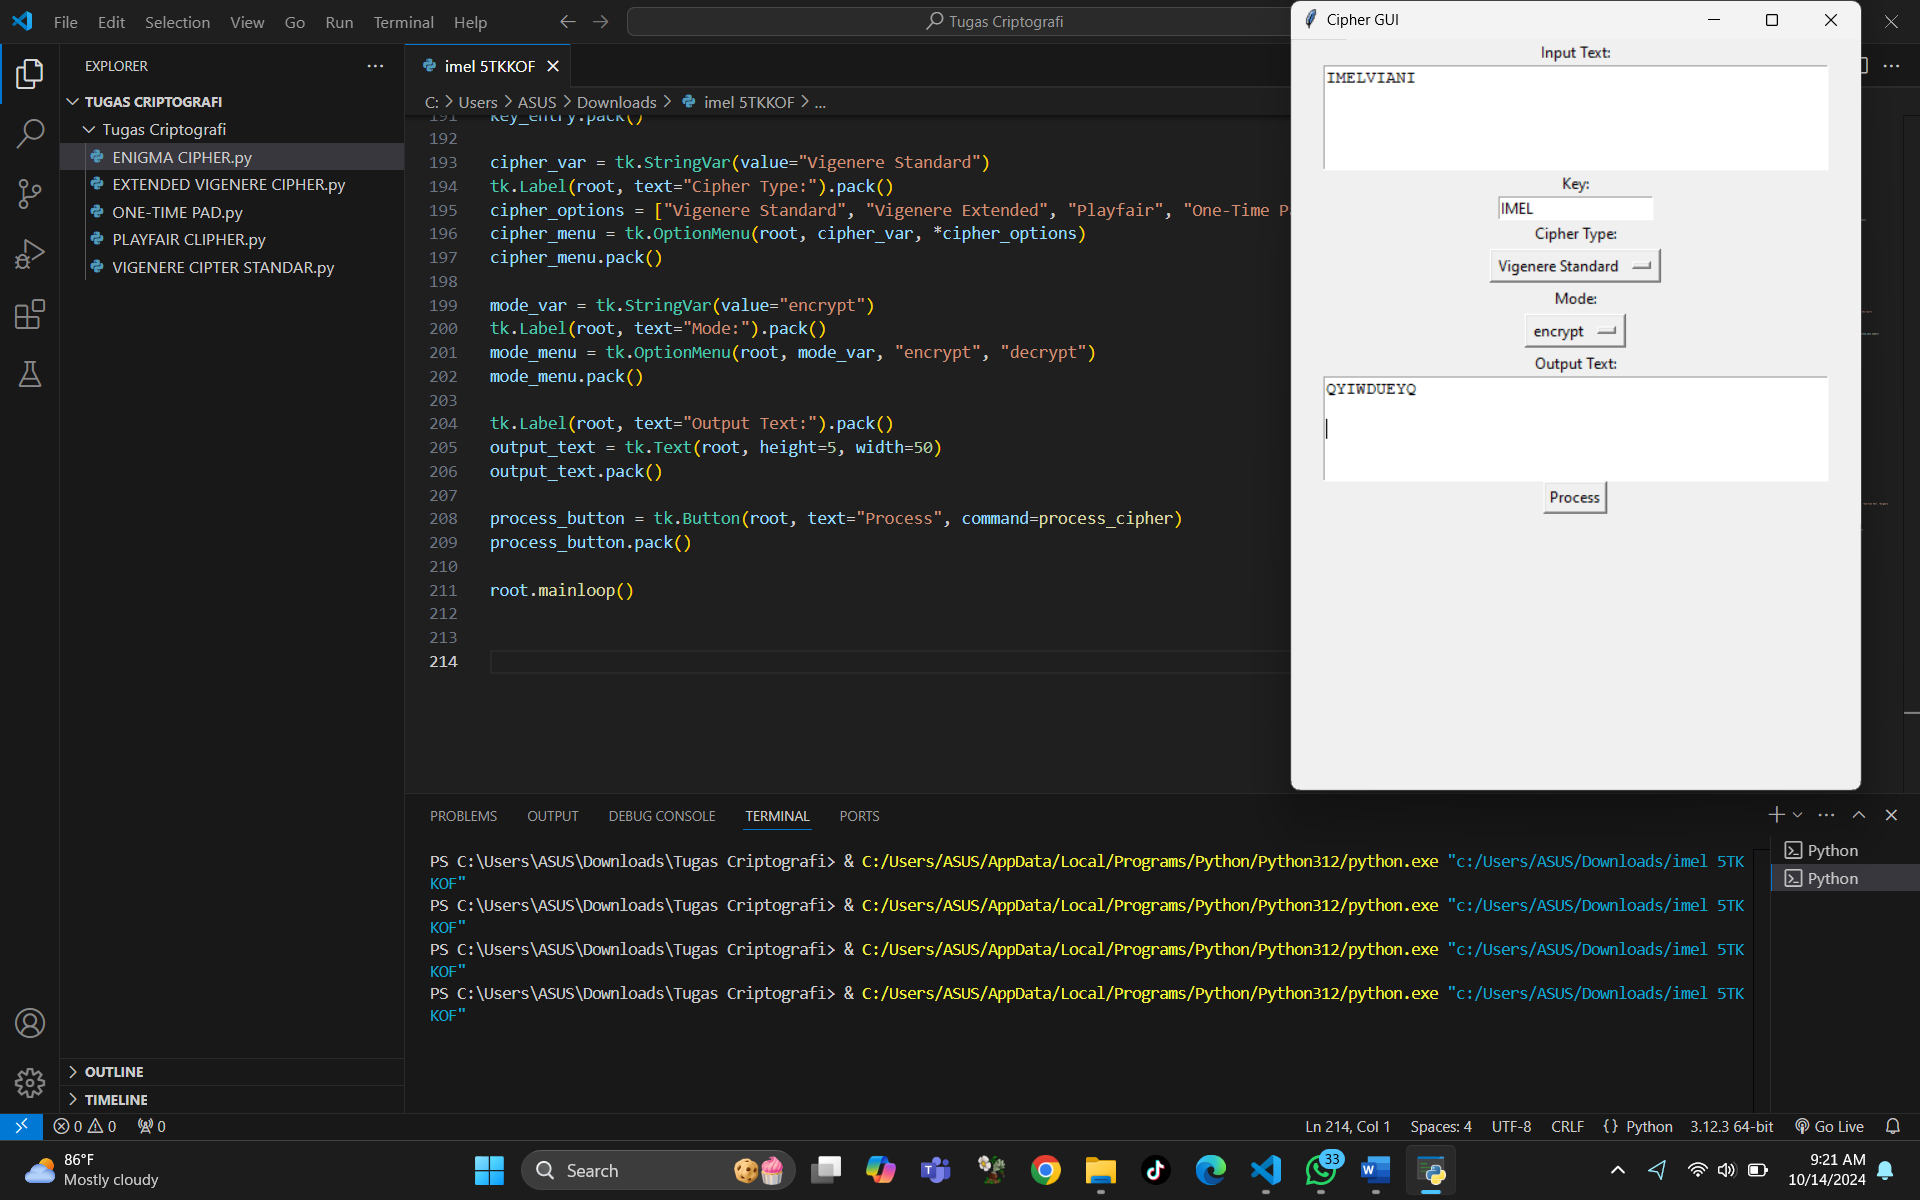 File Edit Selection View Go Run Terminal Help
Tugas Criptografi
EXPLORER
TUGAS CRIPTOGRAFI
Tugas Criptografi
ENIGMA CIPHER.py
EXTENDED VIGENERE CIPHER.py
ONE-TIME PAD.py
PLAYFAIR CLIPHER.py
VIGENERE CIPTER STANDAR.py
OUTLINE
TIMELINE
imel 5TKKOF
C: > Users > ASUS > Downloads > imel 5TKKOF > ...
191 key_entry.pack()
192
193 cipher_var = tk.StringVar(value="Vigenere Standard")
194 tk.Label(root, text="Cipher Type:").pack()
195 cipher_options = ["Vigenere Standard", "Vigenere Extended", "Playfair", "One-Time P
196 cipher_menu = tk.OptionMenu(root, cipher_var, *cipher_options)
197 cipher_menu.pack()
198
199 mode_var = tk.StringVar(value="encrypt")
200 tk.Label(root, text="Mode:").pack()
201 mode_menu = tk.OptionMenu(root, mode_var, "encrypt", "decrypt")
202 mode_menu.pack()
203
204 tk.Label(root, text="Output Text:").pack()
205 output_text = tk.Text(root, height=5, width=50)
206 output_text.pack()
207
208 process_button = tk.Button(root, text="Process", command=process_cipher)
209 process_button.pack()
210
211 root.mainloop()
212
213
214
Cipher GUI
Input Text:
IMELVIANI
Key:
IMEL
Cipher Type:
Vigenere Standard
Mode:
encrypt
Output Text:
QYIWDUEYQ
Process
PROBLEMS OUTPUT DEBUG CONSOLE TERMINAL PORTS
PS C:\Users\ASUS\Downloads\Tugas Criptografi> & C:/Users/ASUS/AppData/Local/Programs/Python/Python312/python.exe "c:/Users/ASUS/Downloads/imel 5TK
KOF"
PS C:\Users\ASUS\Downloads\Tugas Criptografi> & C:/Users/ASUS/AppData/Local/Programs/Python/Python312/python.exe "c:/Users/ASUS/Downloads/imel 5TK
KOF"
PS C:\Users\ASUS\Downloads\Tugas Criptografi> & C:/Users/ASUS/AppData/Local/Programs/Python/Python312/python.exe "c:/Users/ASUS/Downloads/imel 5TK
KOF"
PS C:\Users\ASUS\Downloads\Tugas Criptografi> & C:/Users/ASUS/AppData/Local/Programs/Python/Python312/python.exe "c:/Users/ASUS/Downloads/imel 5TK
KOF"
Python
Python
0 0 0
Ln 214, Col 1 Spaces: 4 UTF-8 CRLF {} Python 3.12.3 64-bit Go Live
86°F
Mostly cloudy
Search
33
9:21 AM
10/14/2024